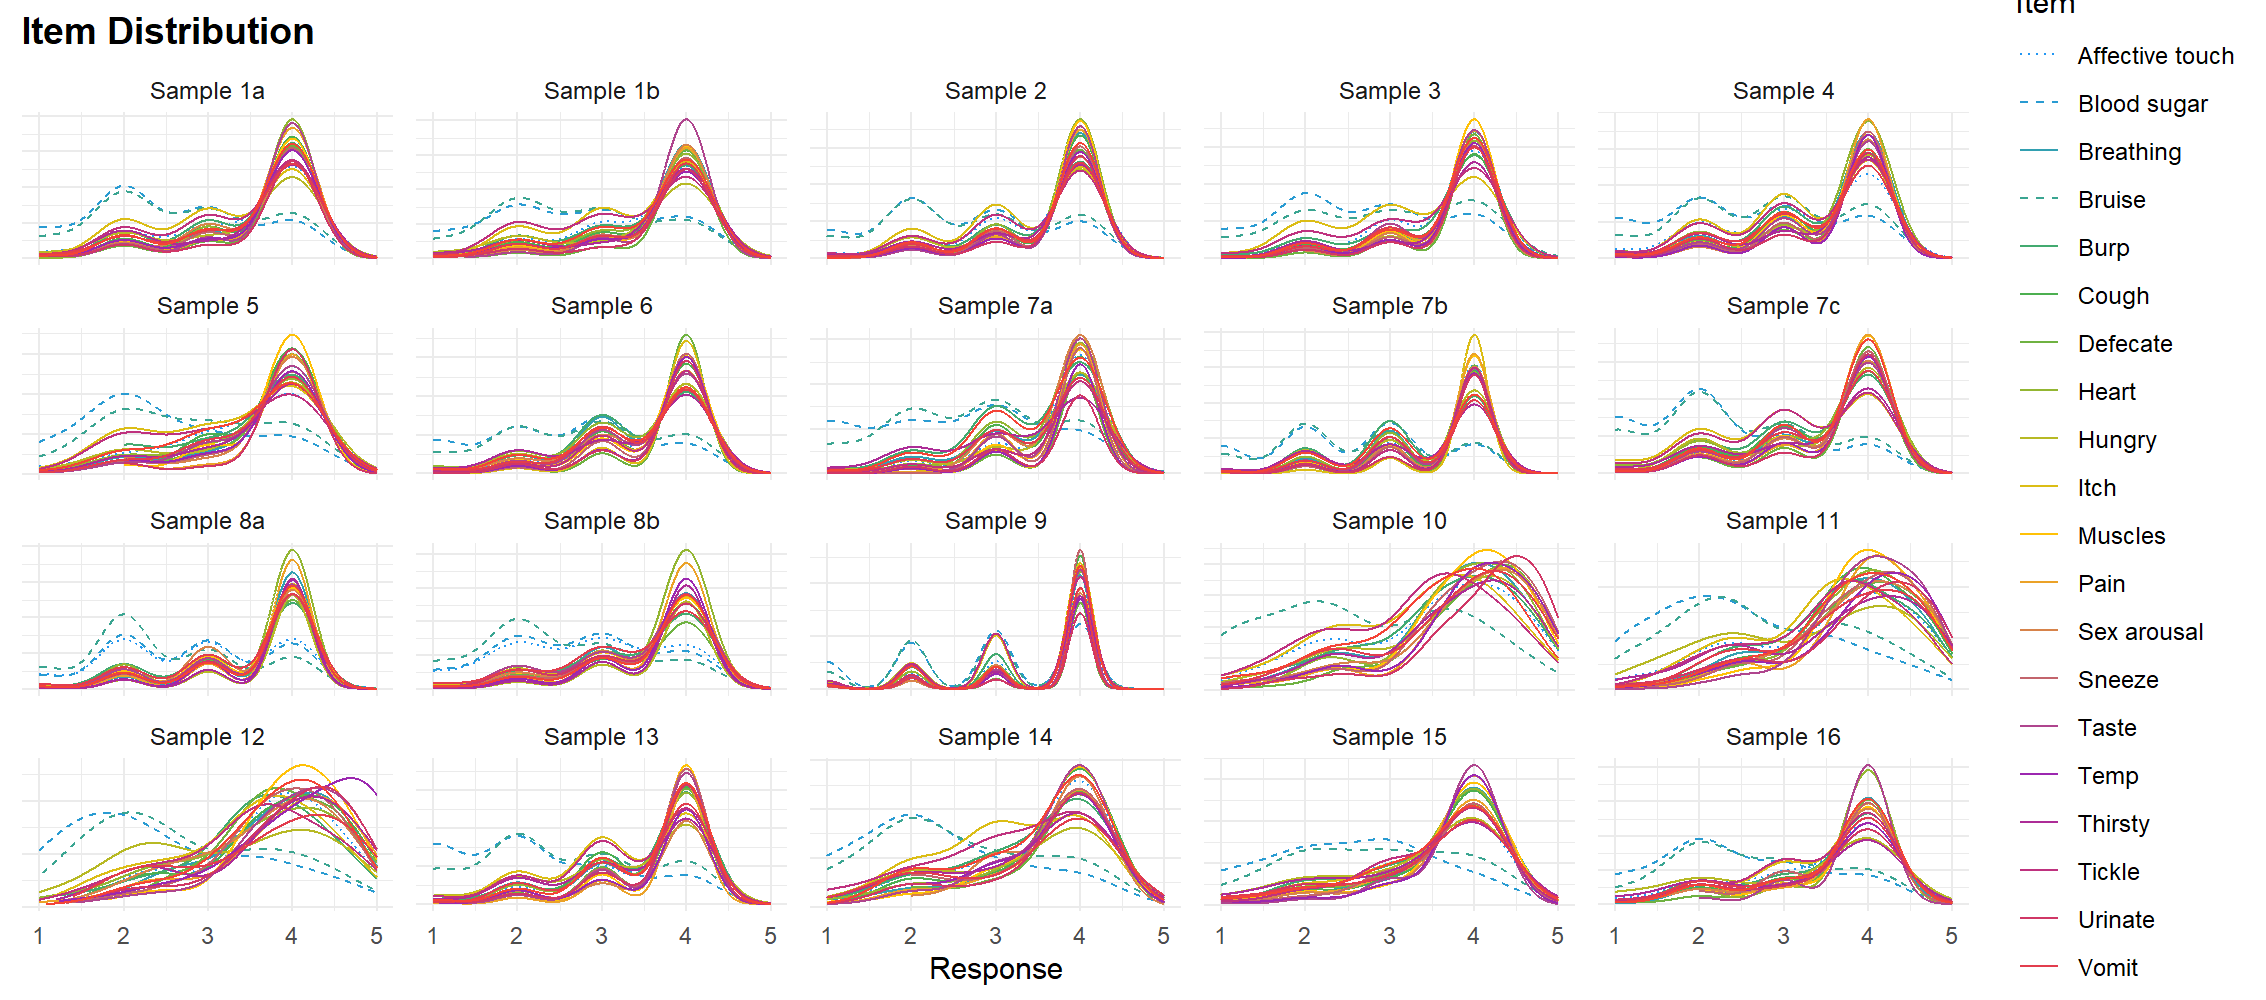 Item Distribution
Sample 1a
Sample 1b
Sample 2
Sample 3
Sample 4
Sample 5
Sample 6
Sample 7a
Sample 7b
Sample 7c
Sample 8a
Sample 8b
Sample 9
Sample 10
Sample 11
Sample 12
Sample 13
Sample 14
Sample 15
Sample 16
1 2 3 4 5
1 2 3 4 5
1 2 3 4 5
1 2 3 4 5
1 2 3 4 5
Response
Item
Affective touch
Blood sugar
Breathing
Bruise
Burp
Cough
Defecate
Heart
Hungry
Itch
Muscles
Pain
Sex arousal
Sneeze
Taste
Temp
Thirsty
Tickle
Urinate
Vomit